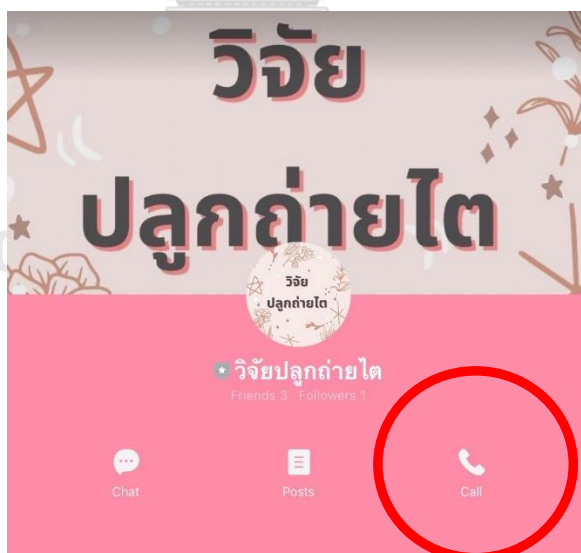 วิจัย
ปลูกถ่ายไต
วิจัย
ปลูกถ่ายไต
วิจัยปลูกถ่ายไต
Friends 3 · Followers 1
Chat
Posts
Call